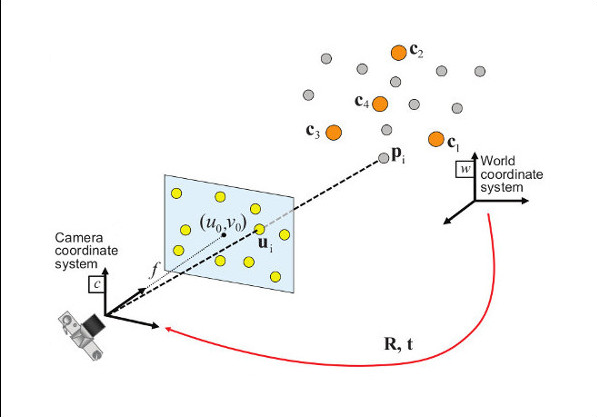 c₂
c₄
c₃
c₁
pᵢ
w
World
coordinate
system
(u₀,v₀)
uᵢ
Camera
coordinate
system
f
c
R, t